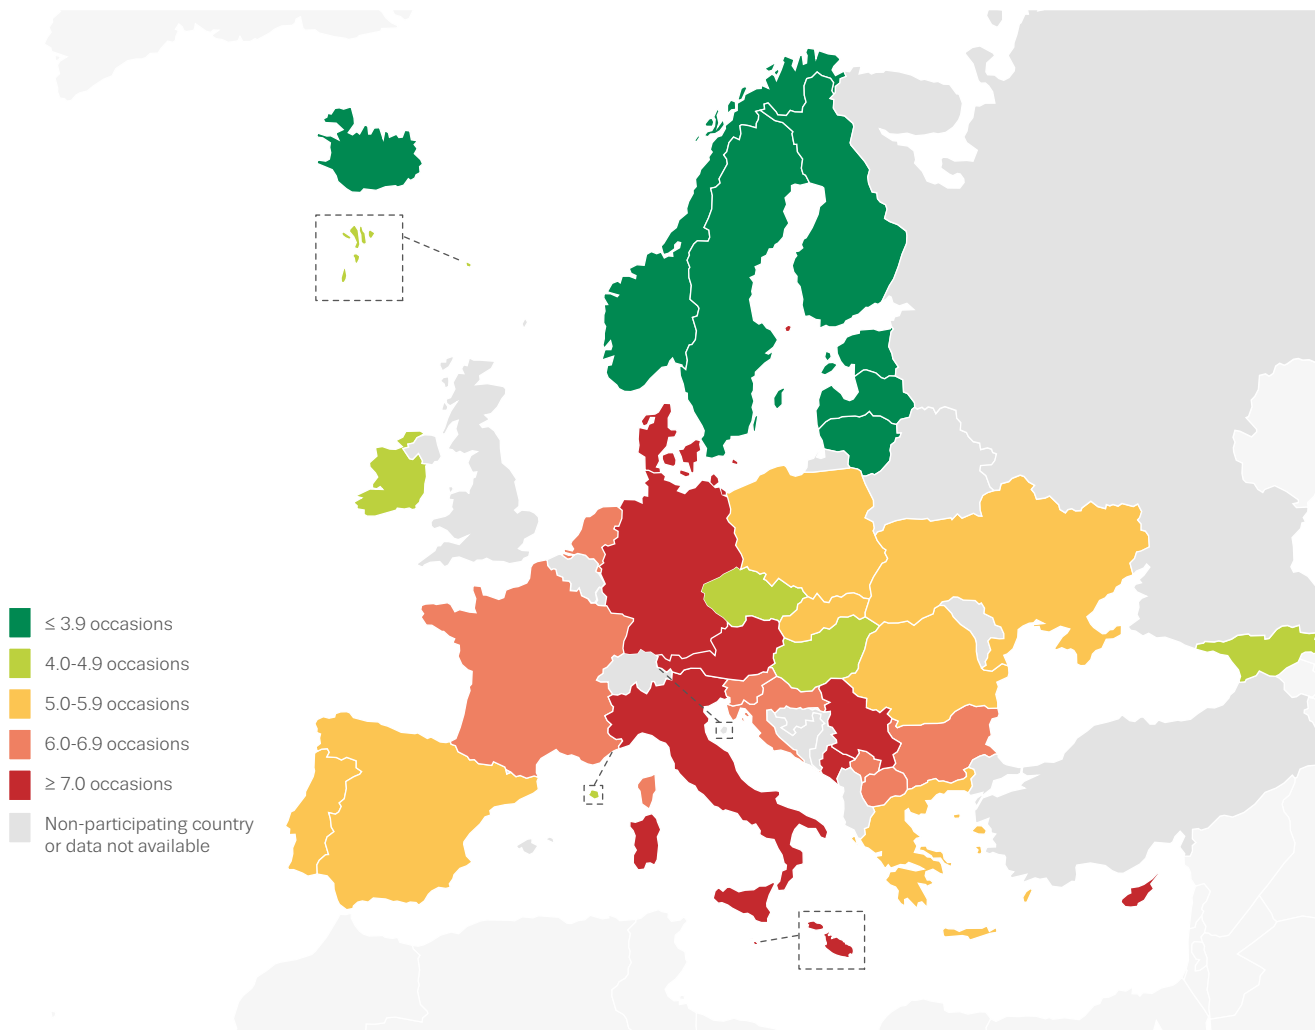 ≤ 3.9 occasions
4.0-4.9 occasions
5.0-5.9 occasions
6.0-6.9 occasions
≥ 7.0 occasions
Non-participating country
or data not available